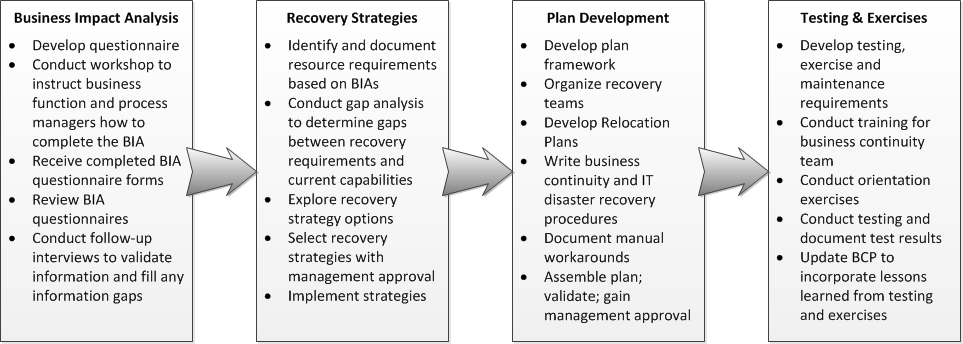 Business Impact Analysis
• Develop questionnaire
• Conduct workshop to
instruct business
function and process
managers how to
complete the BIA
• Receive completed BIA
questionnaire forms
• Review BIA
questionnaires
• Conduct follow-up
interviews to validate
information and fill any
information gaps
Recovery Strategies
• Identify and document
resource requirements
based on BIAs
• Conduct gap analysis
to determine gaps
between recovery
requirements and
current capabilities
• Explore recovery
strategy options
• Select recovery
strategies with
management approval
• Implement strategies
Plan Development
• Develop plan
framework
• Organize recovery
teams
• Develop Relocation
Plans
• Write business
continuity and IT
disaster recovery
procedures
• Document manual
workarounds
• Assemble plan;
validate; gain
management approval
Testing & Exercises
• Develop testing,
exercise and
maintenance
requirements
• Conduct training for
business continuity
team
• Conduct orientation
exercises
• Conduct testing and
document test results
• Update BCP to
incorporate lessons
learned from testing
and exercises